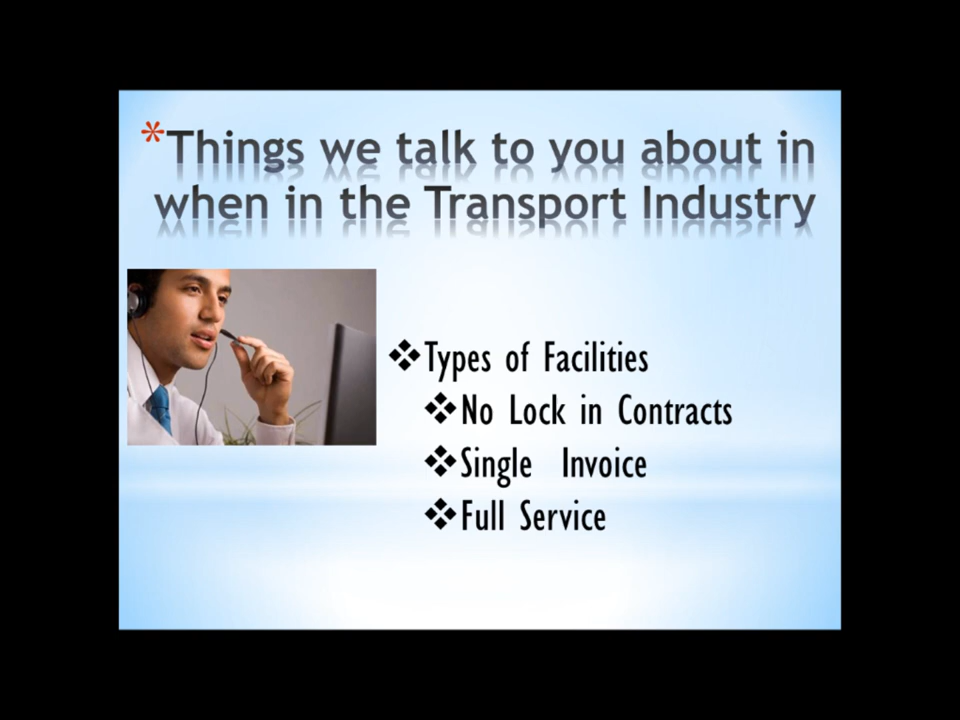 *Things we talk to you about in
when in the Transport Industry
❖Types of Facilities
❖No Lock in Contracts
❖Single Invoice
❖Full Service